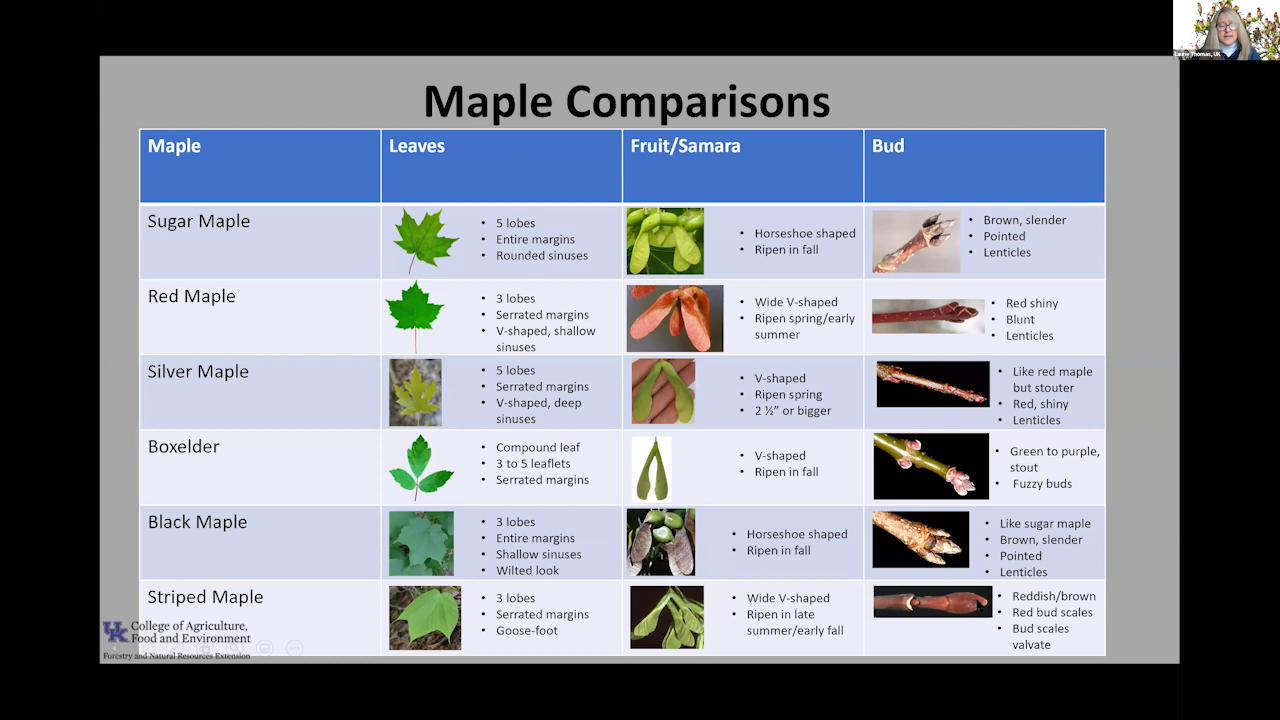 Laurie Thomas, UK
Maple Comparisons
Maple
Leaves
Fruit/Samara
Bud
Sugar Maple
• 5 lobes
• Entire margins
• Rounded sinuses
• Horseshoe shaped
• Ripen in fall
• Brown, slender
• Pointed
• Lenticles
Red Maple
• 3 lobes
• Serrated margins
• V-shaped, shallow
sinuses
• Wide V-shaped
• Ripen spring/early
summer
• Red shiny
• Blunt
• Lenticles
Silver Maple
• 5 lobes
• Serrated margins
• V-shaped, deep
sinuses
• V-shaped
• Ripen spring
• 2 ½” or bigger
• Like red maple
but stouter
• Red, shiny
• Lenticles
Boxelder
• Compound leaf
• 3 to 5 leaflets
• Serrated margins
• V-shaped
• Ripen in fall
• Green to purple,
stout
• Fuzzy buds
Black Maple
• 3 lobes
• Entire margins
• Shallow sinuses
• Wilted look
• Horseshoe shaped
• Ripen in fall
• Like sugar maple
• Brown, slender
• Pointed
• Lenticles
Striped Maple
• 3 lobes
• Serrated margins
• Goose-foot
• Wide V-shaped
• Ripen in late
summer/early fall
• Reddish/brown
• Red bud scales
• Bud scales
valvate
UK College of Agriculture,
Food and Environment
Forestry and Natural Resources Extension